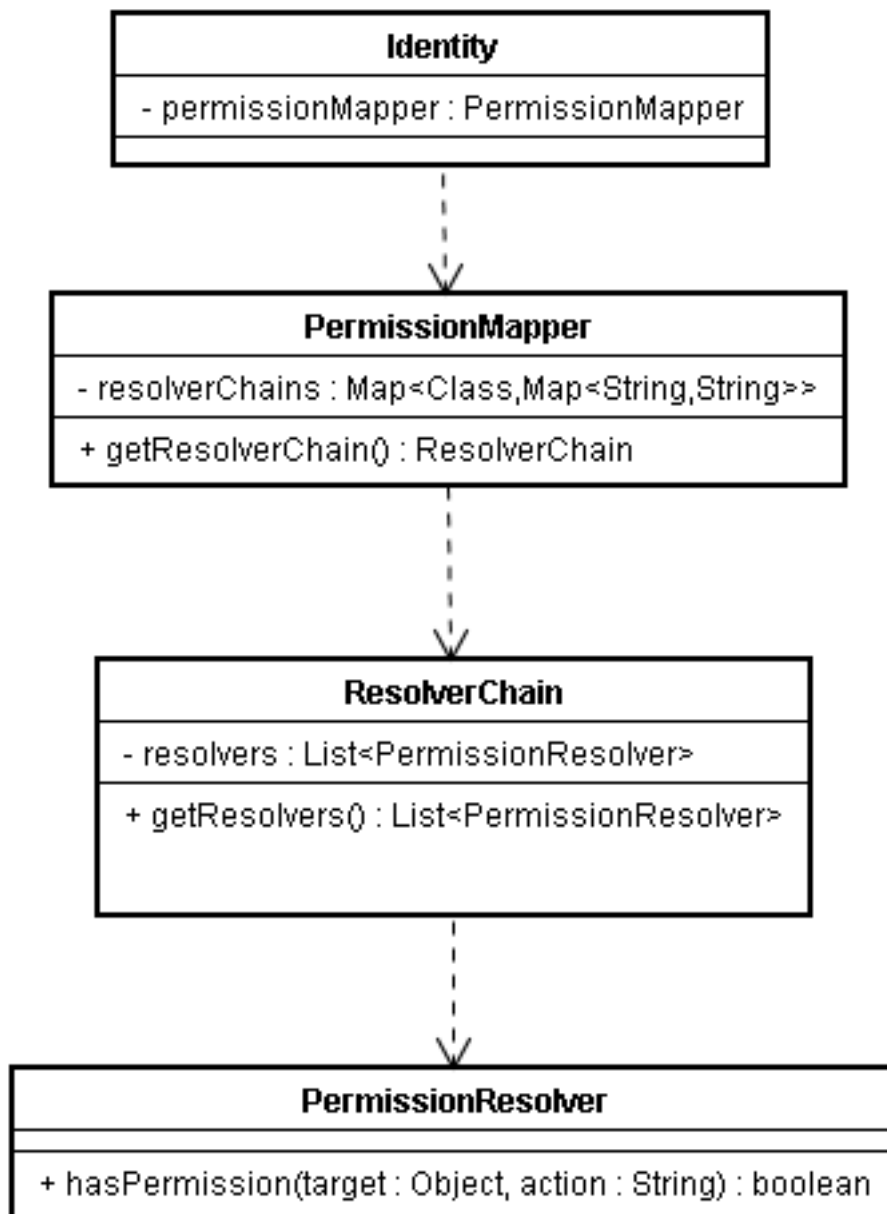 Identity
- permissionMapper : PermissionMapper
PermissionMapper
- resolverChains : Map<Class,Map<String,String>>
+ getResolverChain() : ResolverChain
ResolverChain
- resolvers : List<PermissionResolver>
+ getResolvers() : List<PermissionResolver>
PermissionResolver
+ hasPermission(target : Object, action : String) : boolean